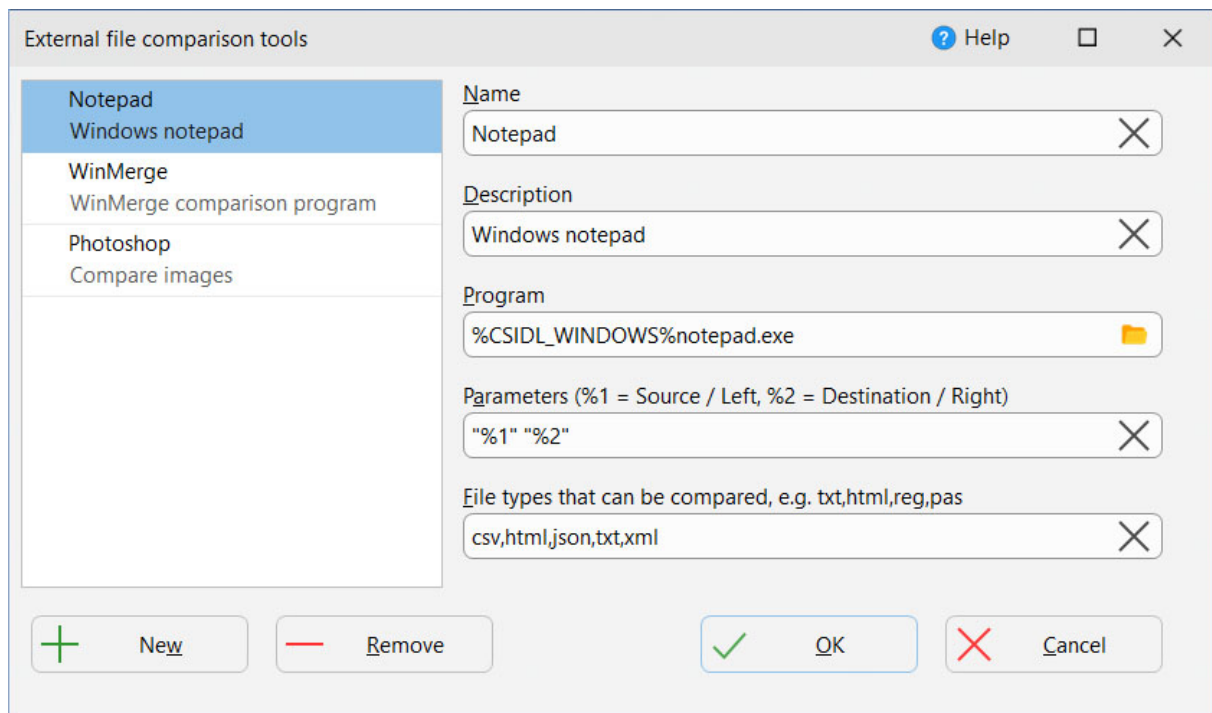 External file comparison tools
Help
Notepad
Windows notepad
WinMerge
WinMerge comparison program
Photoshop
Compare images
Name
Notepad
Description
Windows notepad
Program
%CSIDL_WINDOWS%notepad.exe
Parameters (%1 = Source / Left, %2 = Destination / Right)
"%1" "%2"
File types that can be compared, e.g. txt,html,reg,pas
csv,html,json,txt,xml
New
Remove
OK
Cancel